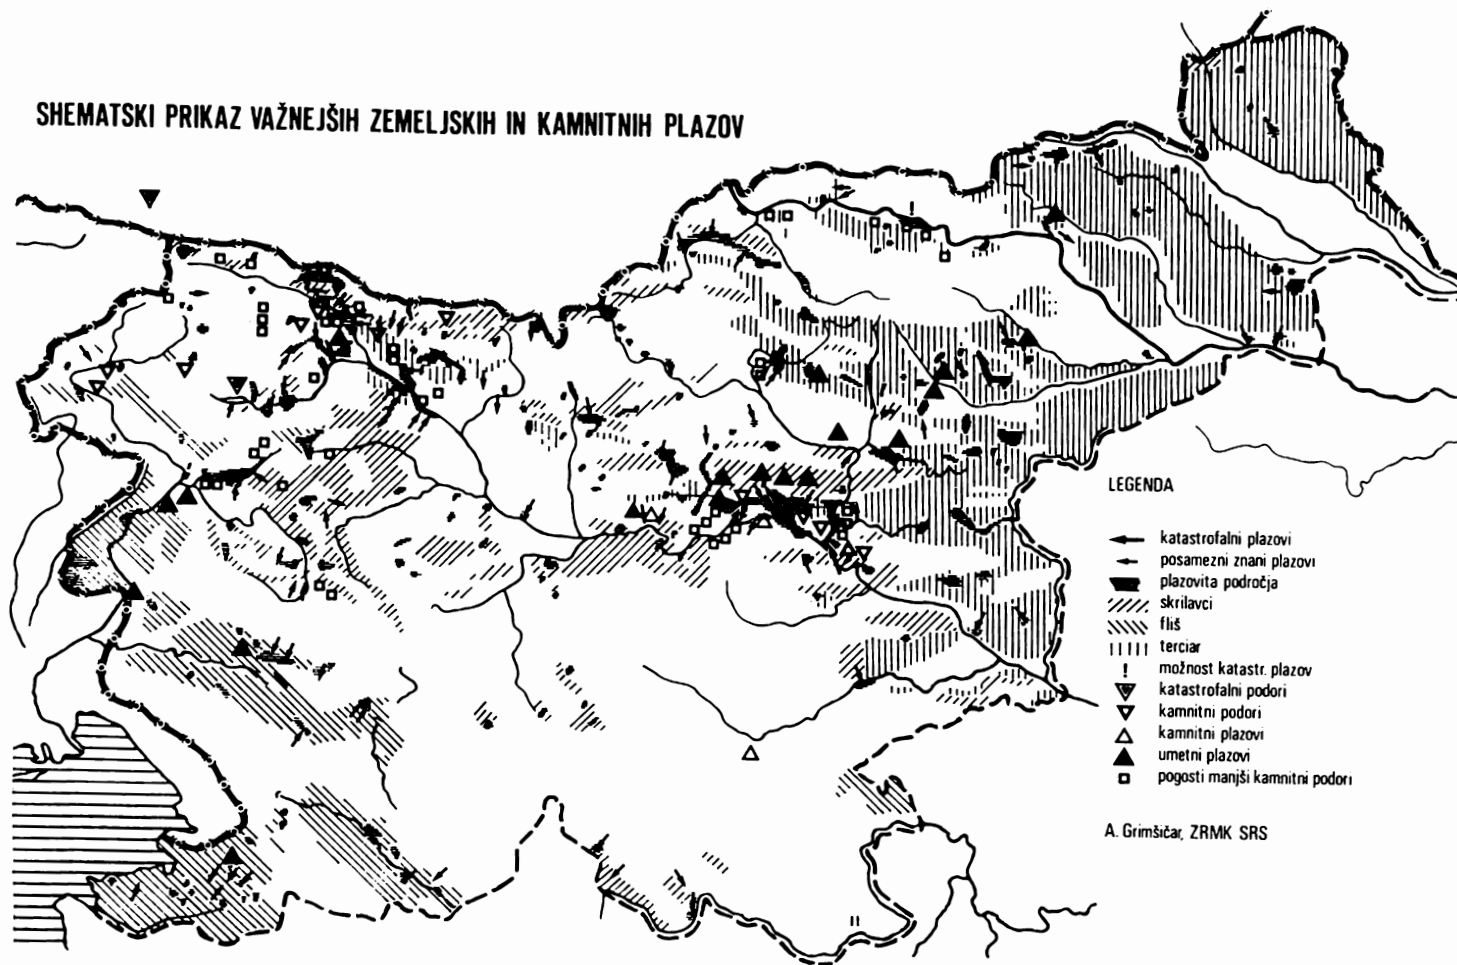 SHEMATSKI PRIKAZ VAŽNEJŠIH ZEMELJSKIH IN KAMNITNIH PLAZOV
LEGENDA
katastrofalni plazovi
posamezni znani plazovi
plazovita področja
skrilavci
fliš
terciar
! možnost katastr. plazov
katastrofalni podori
kamnitni podori
kamnitni plazovi
umetni plazovi
pogosti manjši kamnitni podori
A. Grimšičar, ZRMK SRS